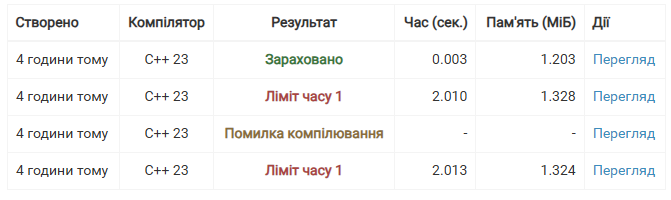 Створено Компілятор Результат Час (сек.) Пам'ять (МіБ) Дії
4 години тому C++ 23 Зараховано 0.003 1.203 Перегляд
4 години тому C++ 23 Ліміт часу 1 2.010 1.328 Перегляд
4 години тому C++ 23 Помилка компілювання - - Перегляд
4 години тому C++ 23 Ліміт часу 1 2.013 1.324 Перегляд